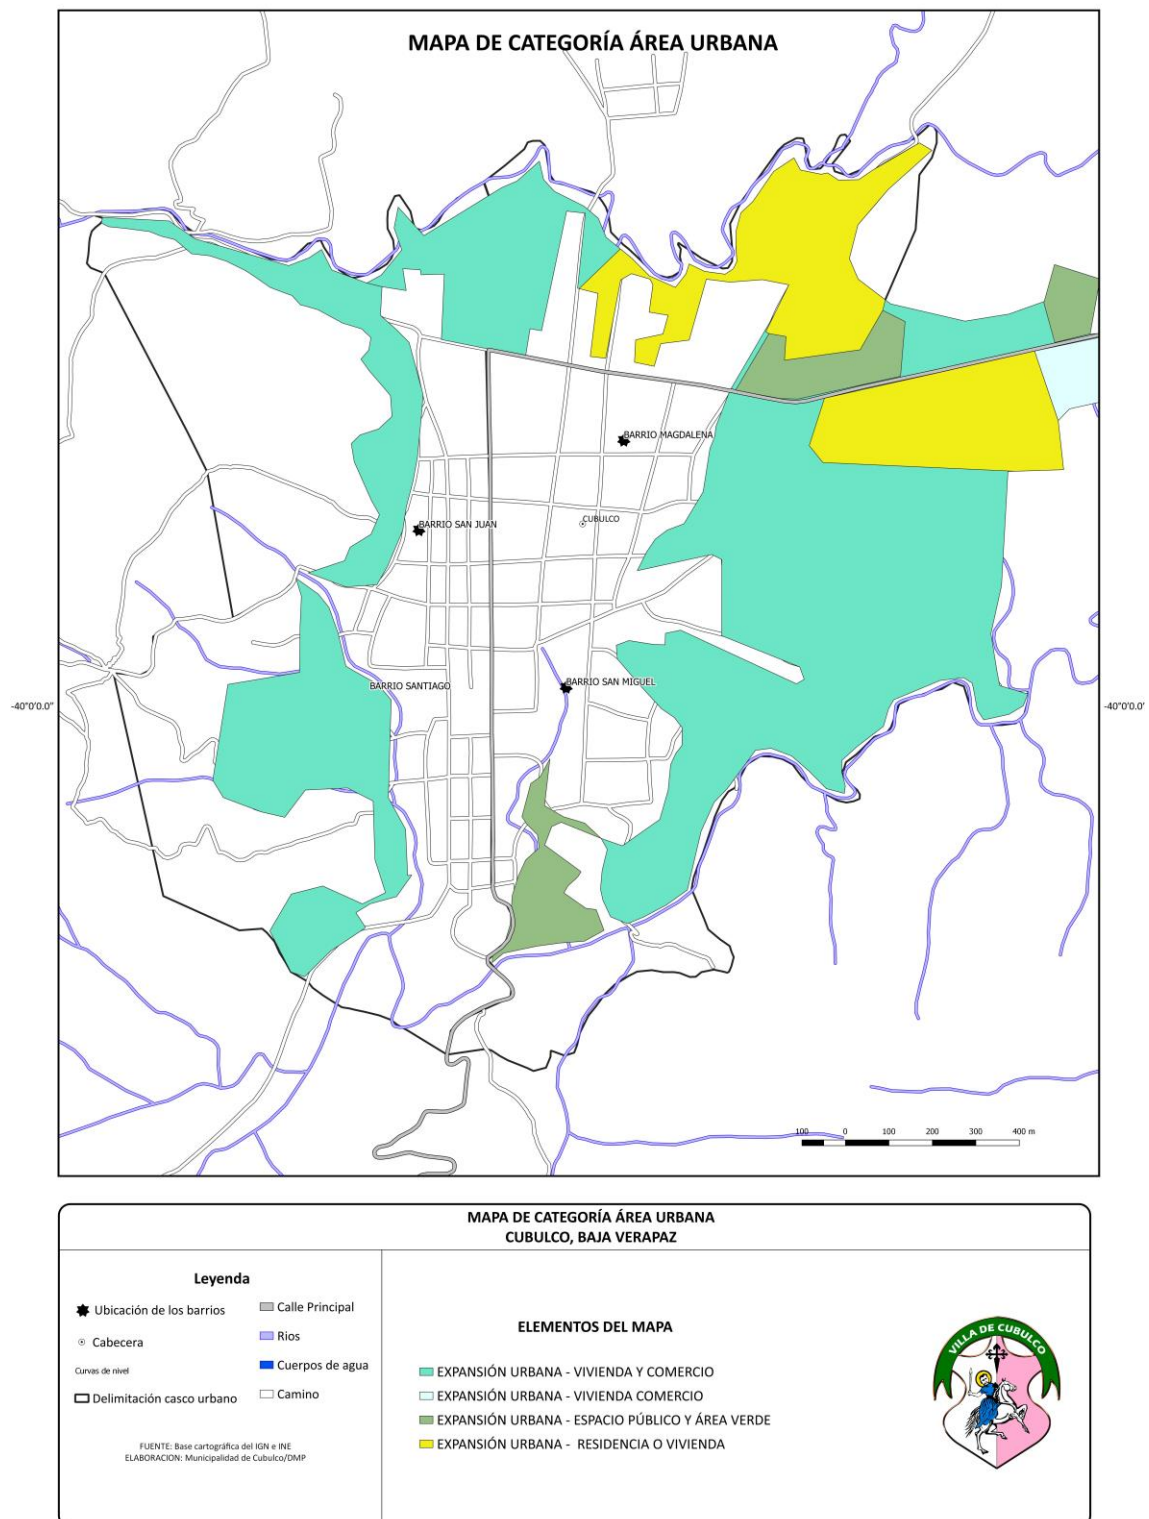 MAPA DE CATEGORÍA ÁREA URBANA
BARRIO MAGDALENA
CUBULCO
BARRIO SAN JUAN
BARRIO SANTIAGO
BARRIO SAN MIGUEL
-40°0'0.0"
-40°0'0.0'
100 0 100 200 300 400 m
MAPA DE CATEGORÍA ÁREA URBANA
CUBULCO, BAJA VERAPAZ
Leyenda
Ubicación de los barrios
Cabecera
Curvas de nivel
Delimitación casco urbano
Calle Principal
Rios
Cuerpos de agua
Camino
FUENTE: Base cartográfica del IGN e INE
ELABORACION: Municipalidad de Cubulco/DMP
ELEMENTOS DEL MAPA
EXPANSIÓN URBANA - VIVIENDA Y COMERCIO
EXPANSIÓN URBANA - VIVIENDA COMERCIO
EXPANSIÓN URBANA - ESPACIO PÚBLICO Y ÁREA VERDE
EXPANSIÓN URBANA - RESIDENCIA O VIVIENDA
VILLA DE CUBULCO